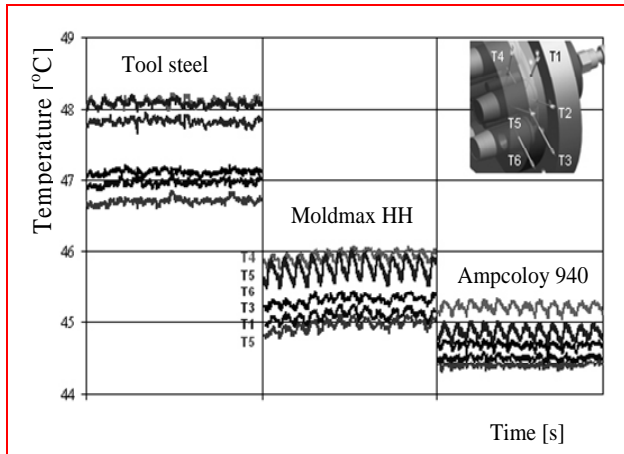 Temperature [°C]
49
48
47
46
45
44
Tool steel
Moldmax HH
Ampcoloy 940
T4
T5
T6
T3
T1
T5
T4
T1
T2
T5
T6
T3
Time [s]